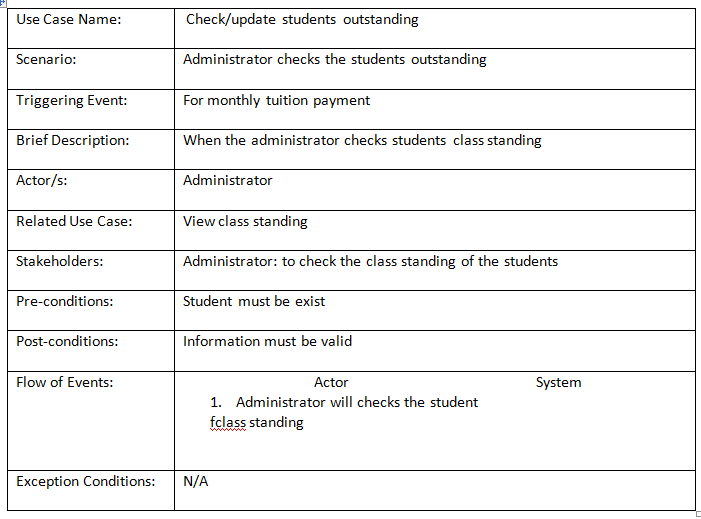 Use Case Name: Check/update students outstanding
Scenario: Administrator checks the students outstanding
Triggering Event: For monthly tuition payment
Brief Description: When the administrator checks students class standing
Actor/s: Administrator
Related Use Case: View class standing
Stakeholders: Administrator: to check the class standing of the students
Pre-conditions: Student must be exist
Post-conditions: Information must be valid
Flow of Events: Actor System
1. Administrator will checks the student
fclass standing
Exception Conditions: N/A